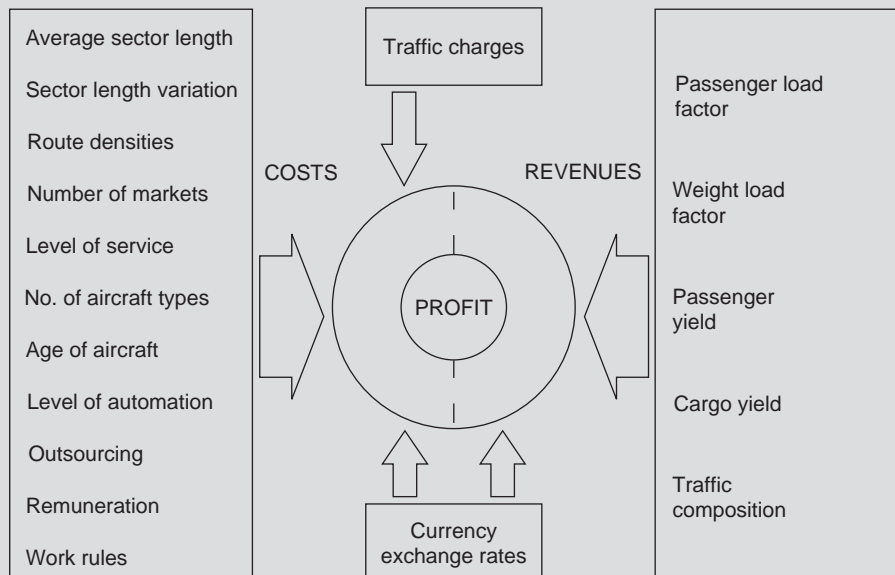 Average sector length
Sector length variation
Route densities
Number of markets
Level of service
No. of aircraft types
Age of aircraft
Level of automation
Outsourcing
Remuneration
Work rules
Traffic charges
COSTS
REVENUES
PROFIT
Currency
exchange rates
Passenger load
factor
Weight load
factor
Passenger
yield
Cargo yield
Traffic
composition